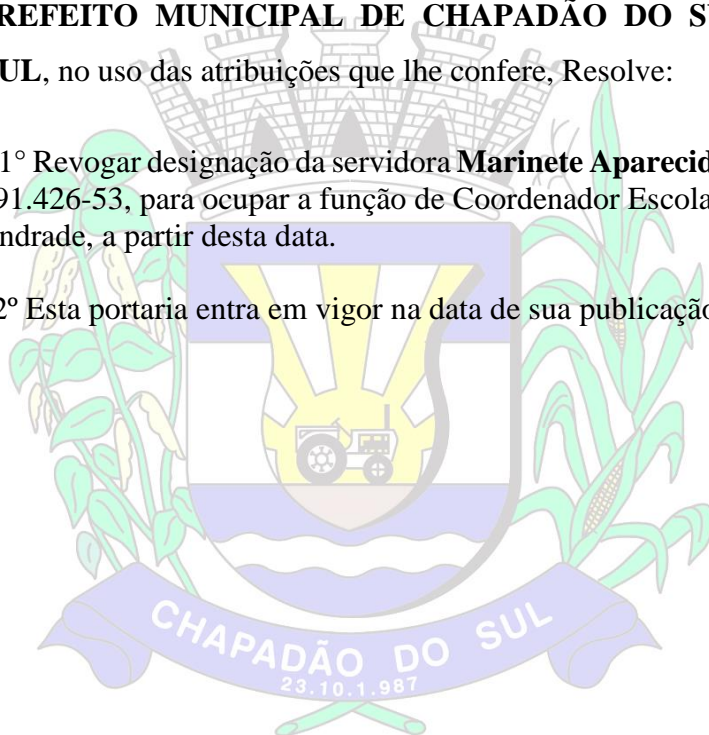 REFEITO MUNICIPAL DE CHAPADÃO DO SU
UL, no uso das atribuições que lhe confere, Resolve:
1° Revogar designação da servidora Marinete Aparecid
91.426-53, para ocupar a função de Coordenador Escola
ndrade, a partir desta data.
2º Esta portaria entra em vigor na data de sua publicação
CHAPADÃO DO SUL
23.10.1.987